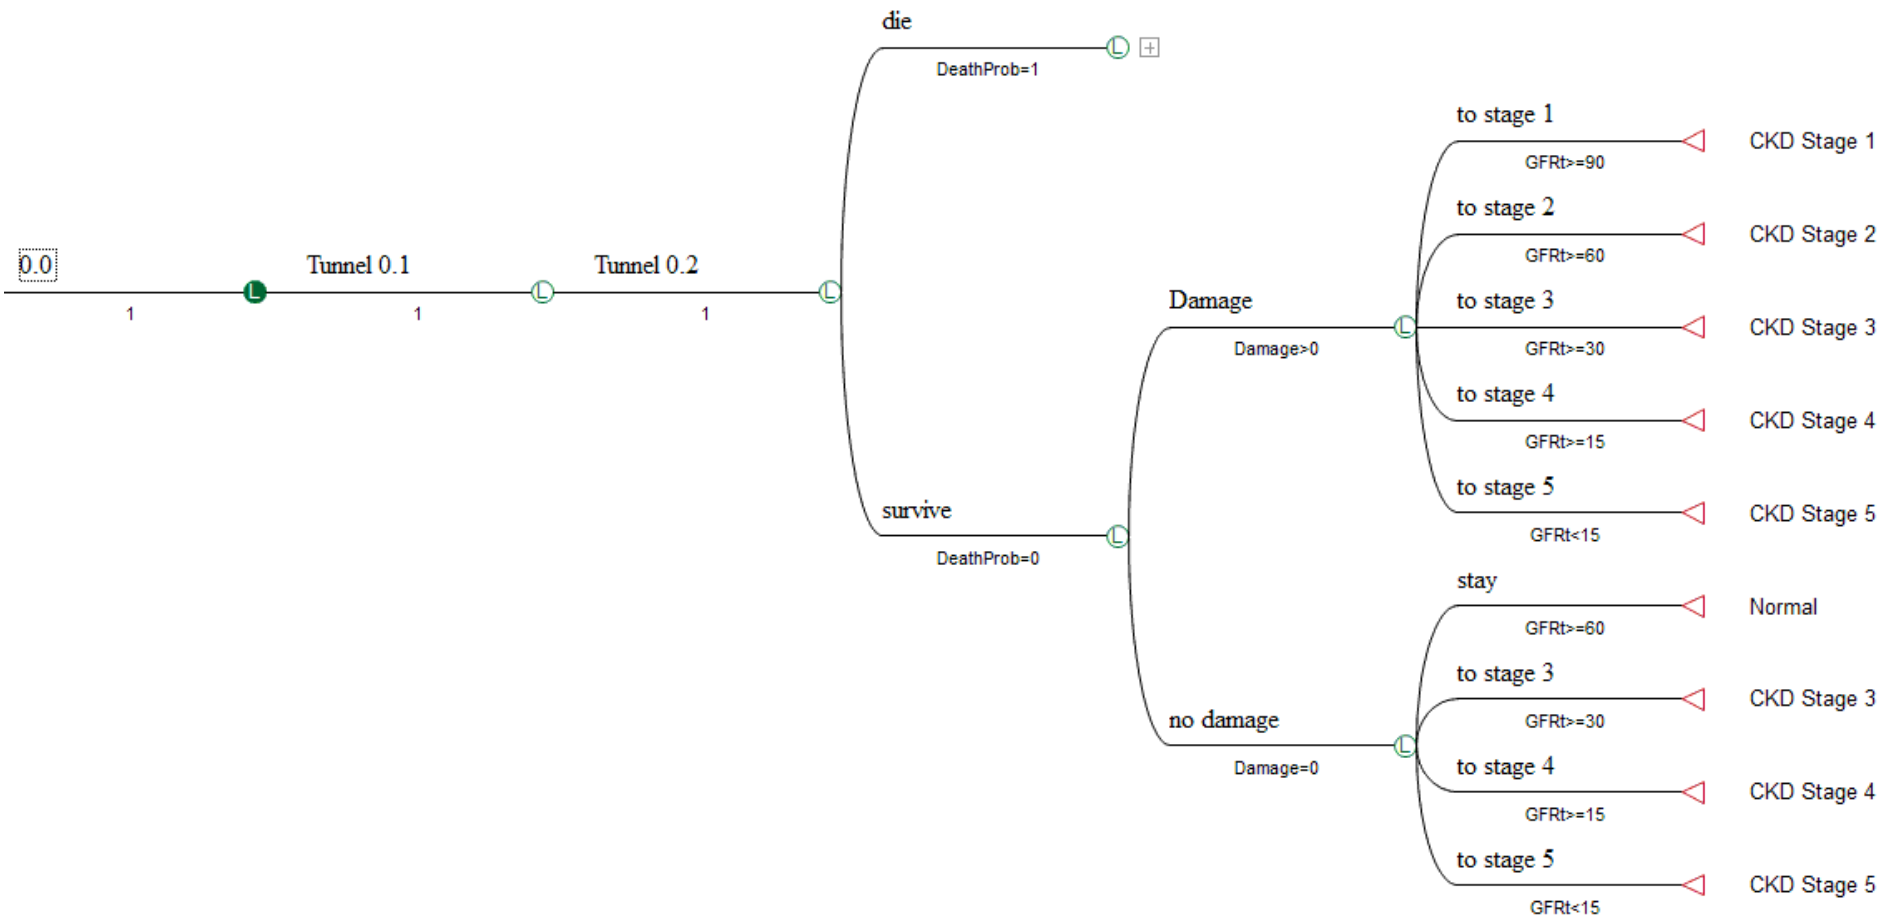 die
DeathProb=1
to stage 1
GFRt>=90
CKD Stage 1
to stage 2
GFRt>=60
CKD Stage 2
0.0
1
Tunnel 0.1
1
Tunnel 0.2
1
Damage
Damage>0
to stage 3
GFRt>=30
CKD Stage 3
to stage 4
GFRt>=15
CKD Stage 4
to stage 5
GFRt<15
CKD Stage 5
survive
DeathProb=0
stay
GFRt>=60
Normal
no damage
Damage=0
to stage 3
GFRt>=30
CKD Stage 3
to stage 4
GFRt>=15
CKD Stage 4
to stage 5
GFRt<15
CKD Stage 5